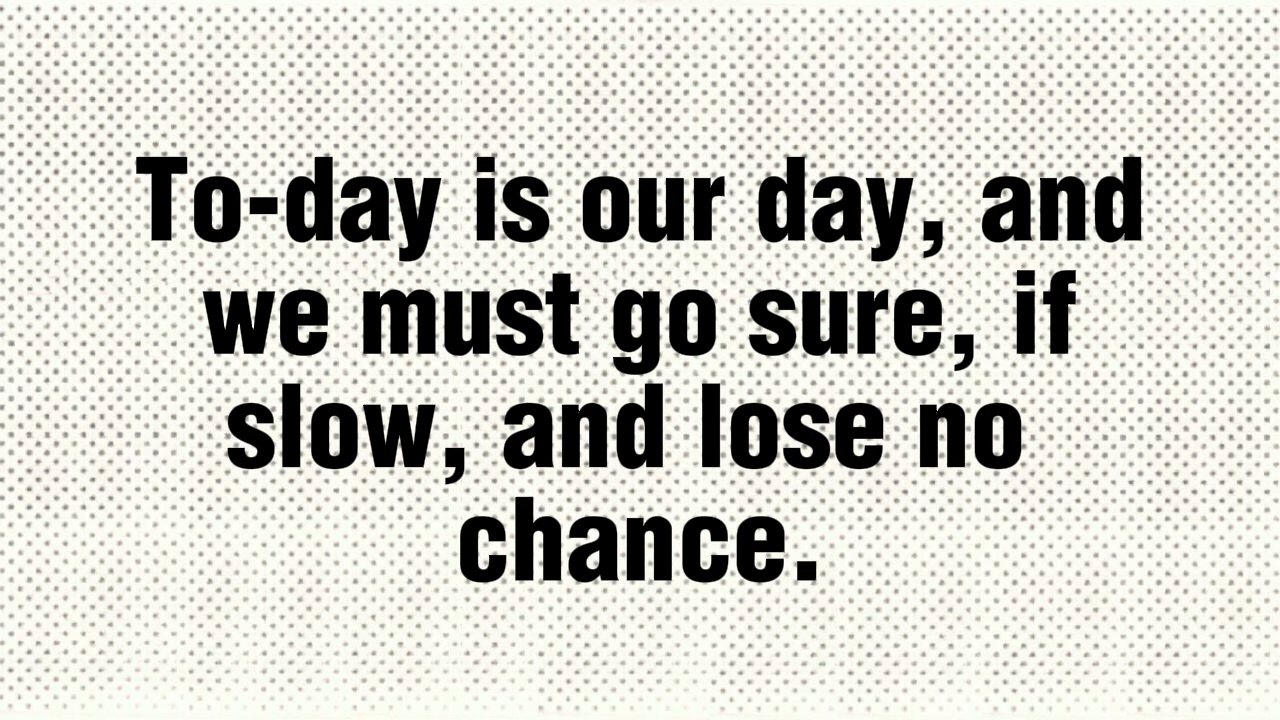 To-day is our day, and
we must go sure, if
slow, and lose no
chance.